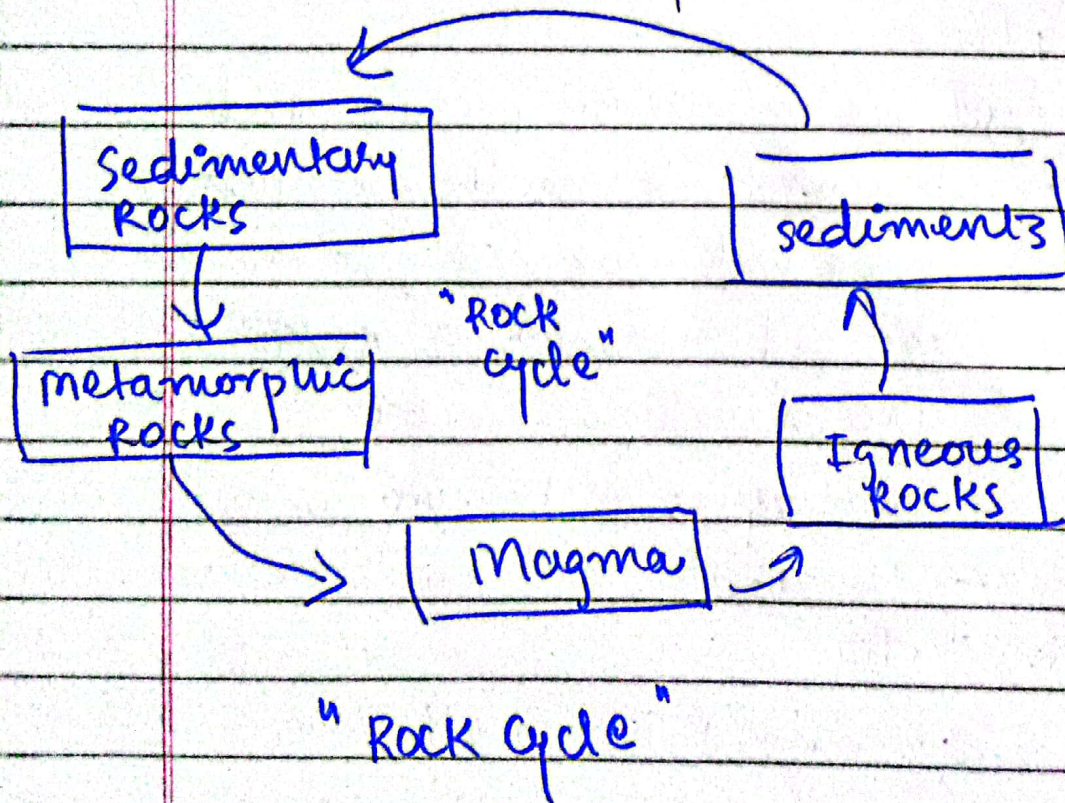 Sedimentary
Rocks
sediments
"Rock
Cycle"
Metamorphic
Rocks
Igneous
Rocks
Magma
"Rock Cycle"